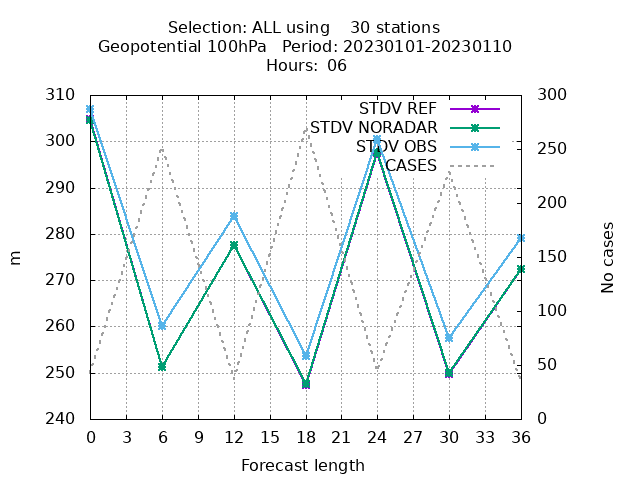 Selection: ALL using    30 stations
Geopotential 100hPa   Period: 20230101-20230110
Hours:  06
310 300
STDV REF
STDV NORADAR
300 250
STDV OBS
CASES
290 200
280 150
m No cases
270 100
260 50
250
240 0
0 3 6 9 12 15 18 21 24 27 30 33 36
Forecast length